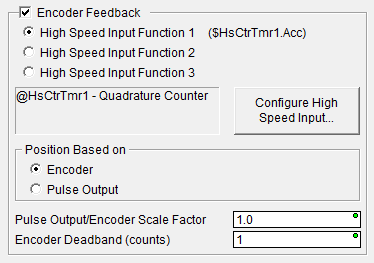 Encoder Feedback
High Speed Input Function 1 ($HsCtrTmr1.Acc)
High Speed Input Function 2
High Speed Input Function 3
@HsCtrTmr1 - Quadrature Counter
Configure High
Speed Input...
Position Based on
Encoder
Pulse Output
Pulse Output/Encoder Scale Factor 1.0
Encoder Deadband (counts) 1